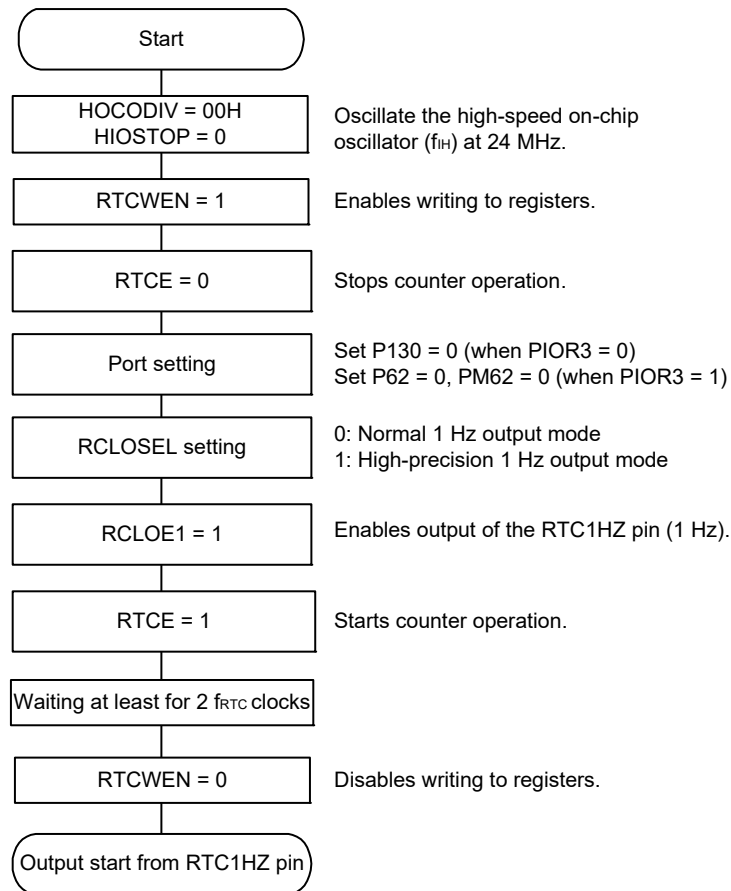 Start
HOCODIV = 00H
HIOSTOP = 0
Oscillate the high-speed on-chip
oscillator (fIH) at 24 MHz.
RTCWEN = 1
Enables writing to registers.
RTCE = 0
Stops counter operation.
Port setting
Set P130 = 0 (when PIOR3 = 0)
Set P62 = 0, PM62 = 0 (when PIOR3 = 1)
RCLOSEL setting
0: Normal 1 Hz output mode
1: High-precision 1 Hz output mode
RCLOE1 = 1
Enables output of the RTC1HZ pin (1 Hz).
RTCE = 1
Starts counter operation.
Waiting at least for 2 fRTC clocks
RTCWEN = 0
Disables writing to registers.
Output start from RTC1HZ pin